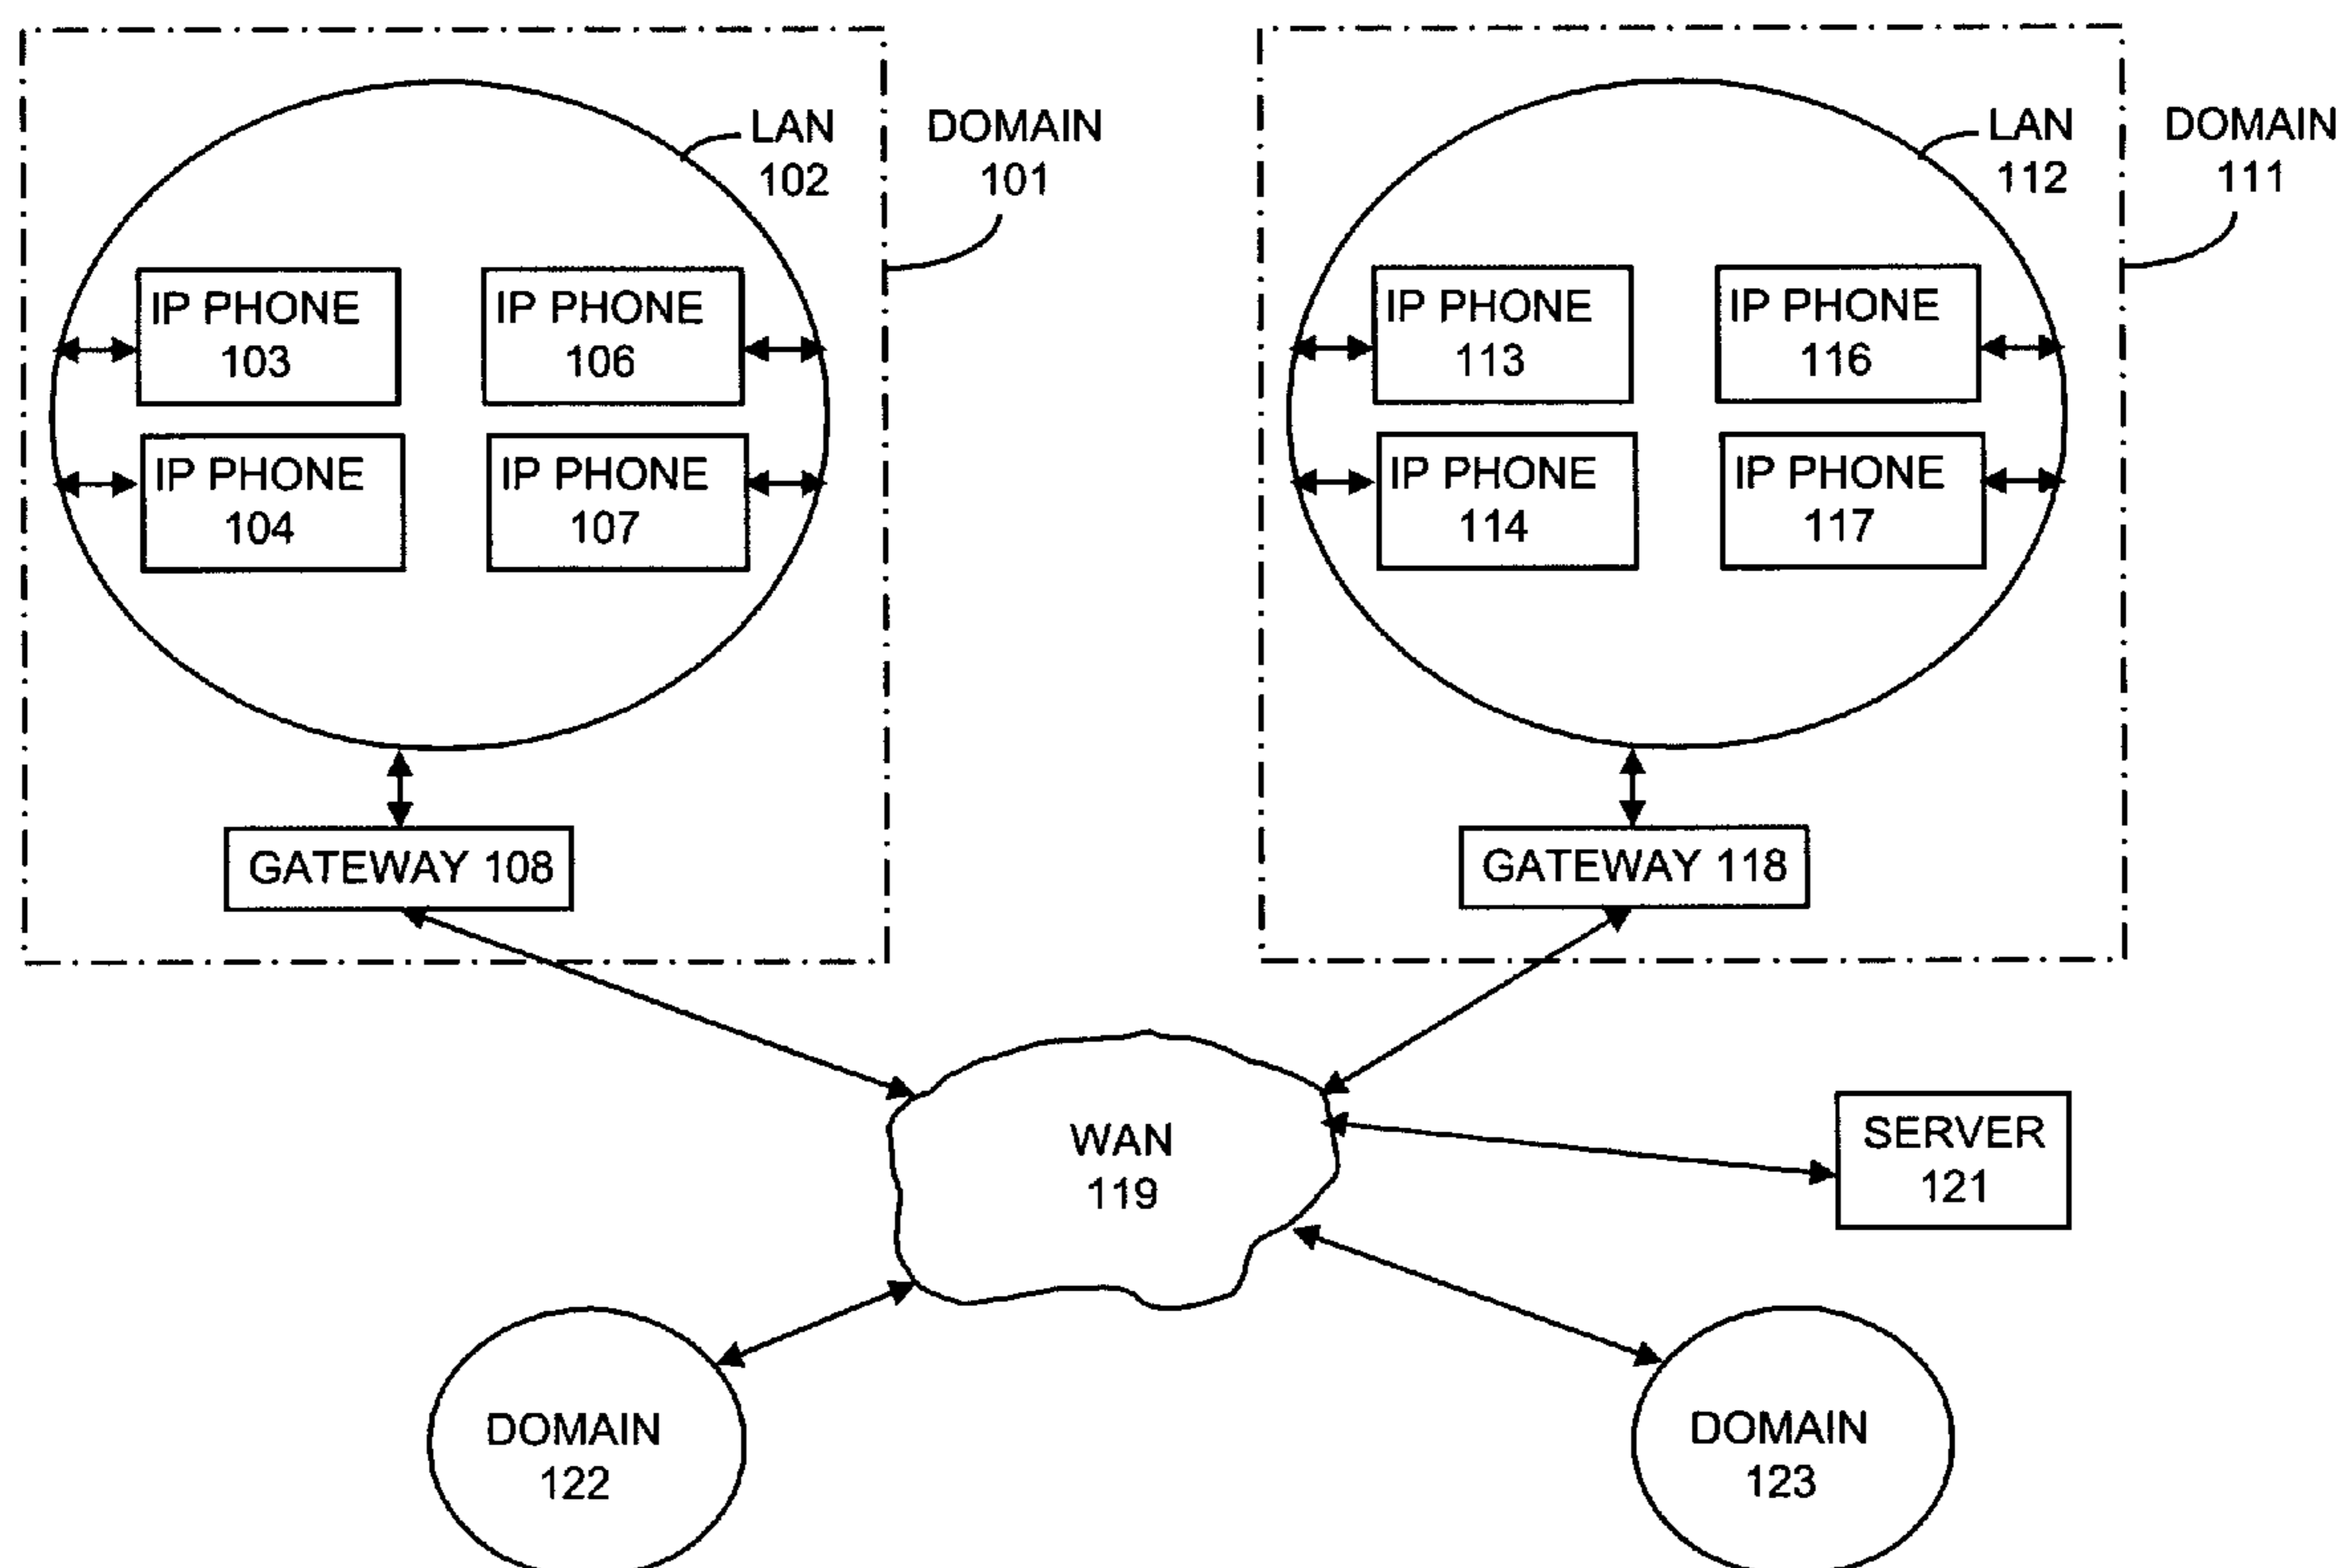 LAN
102
DOMAIN
101
IP PHONE
103
IP PHONE
106
IP PHONE
104
IP PHONE
107
GATEWAY 108
LAN
112
DOMAIN
111
IP PHONE
113
IP PHONE
116
IP PHONE
114
IP PHONE
117
GATEWAY 118
WAN
119
SERVER
121
DOMAIN
122
DOMAIN
123